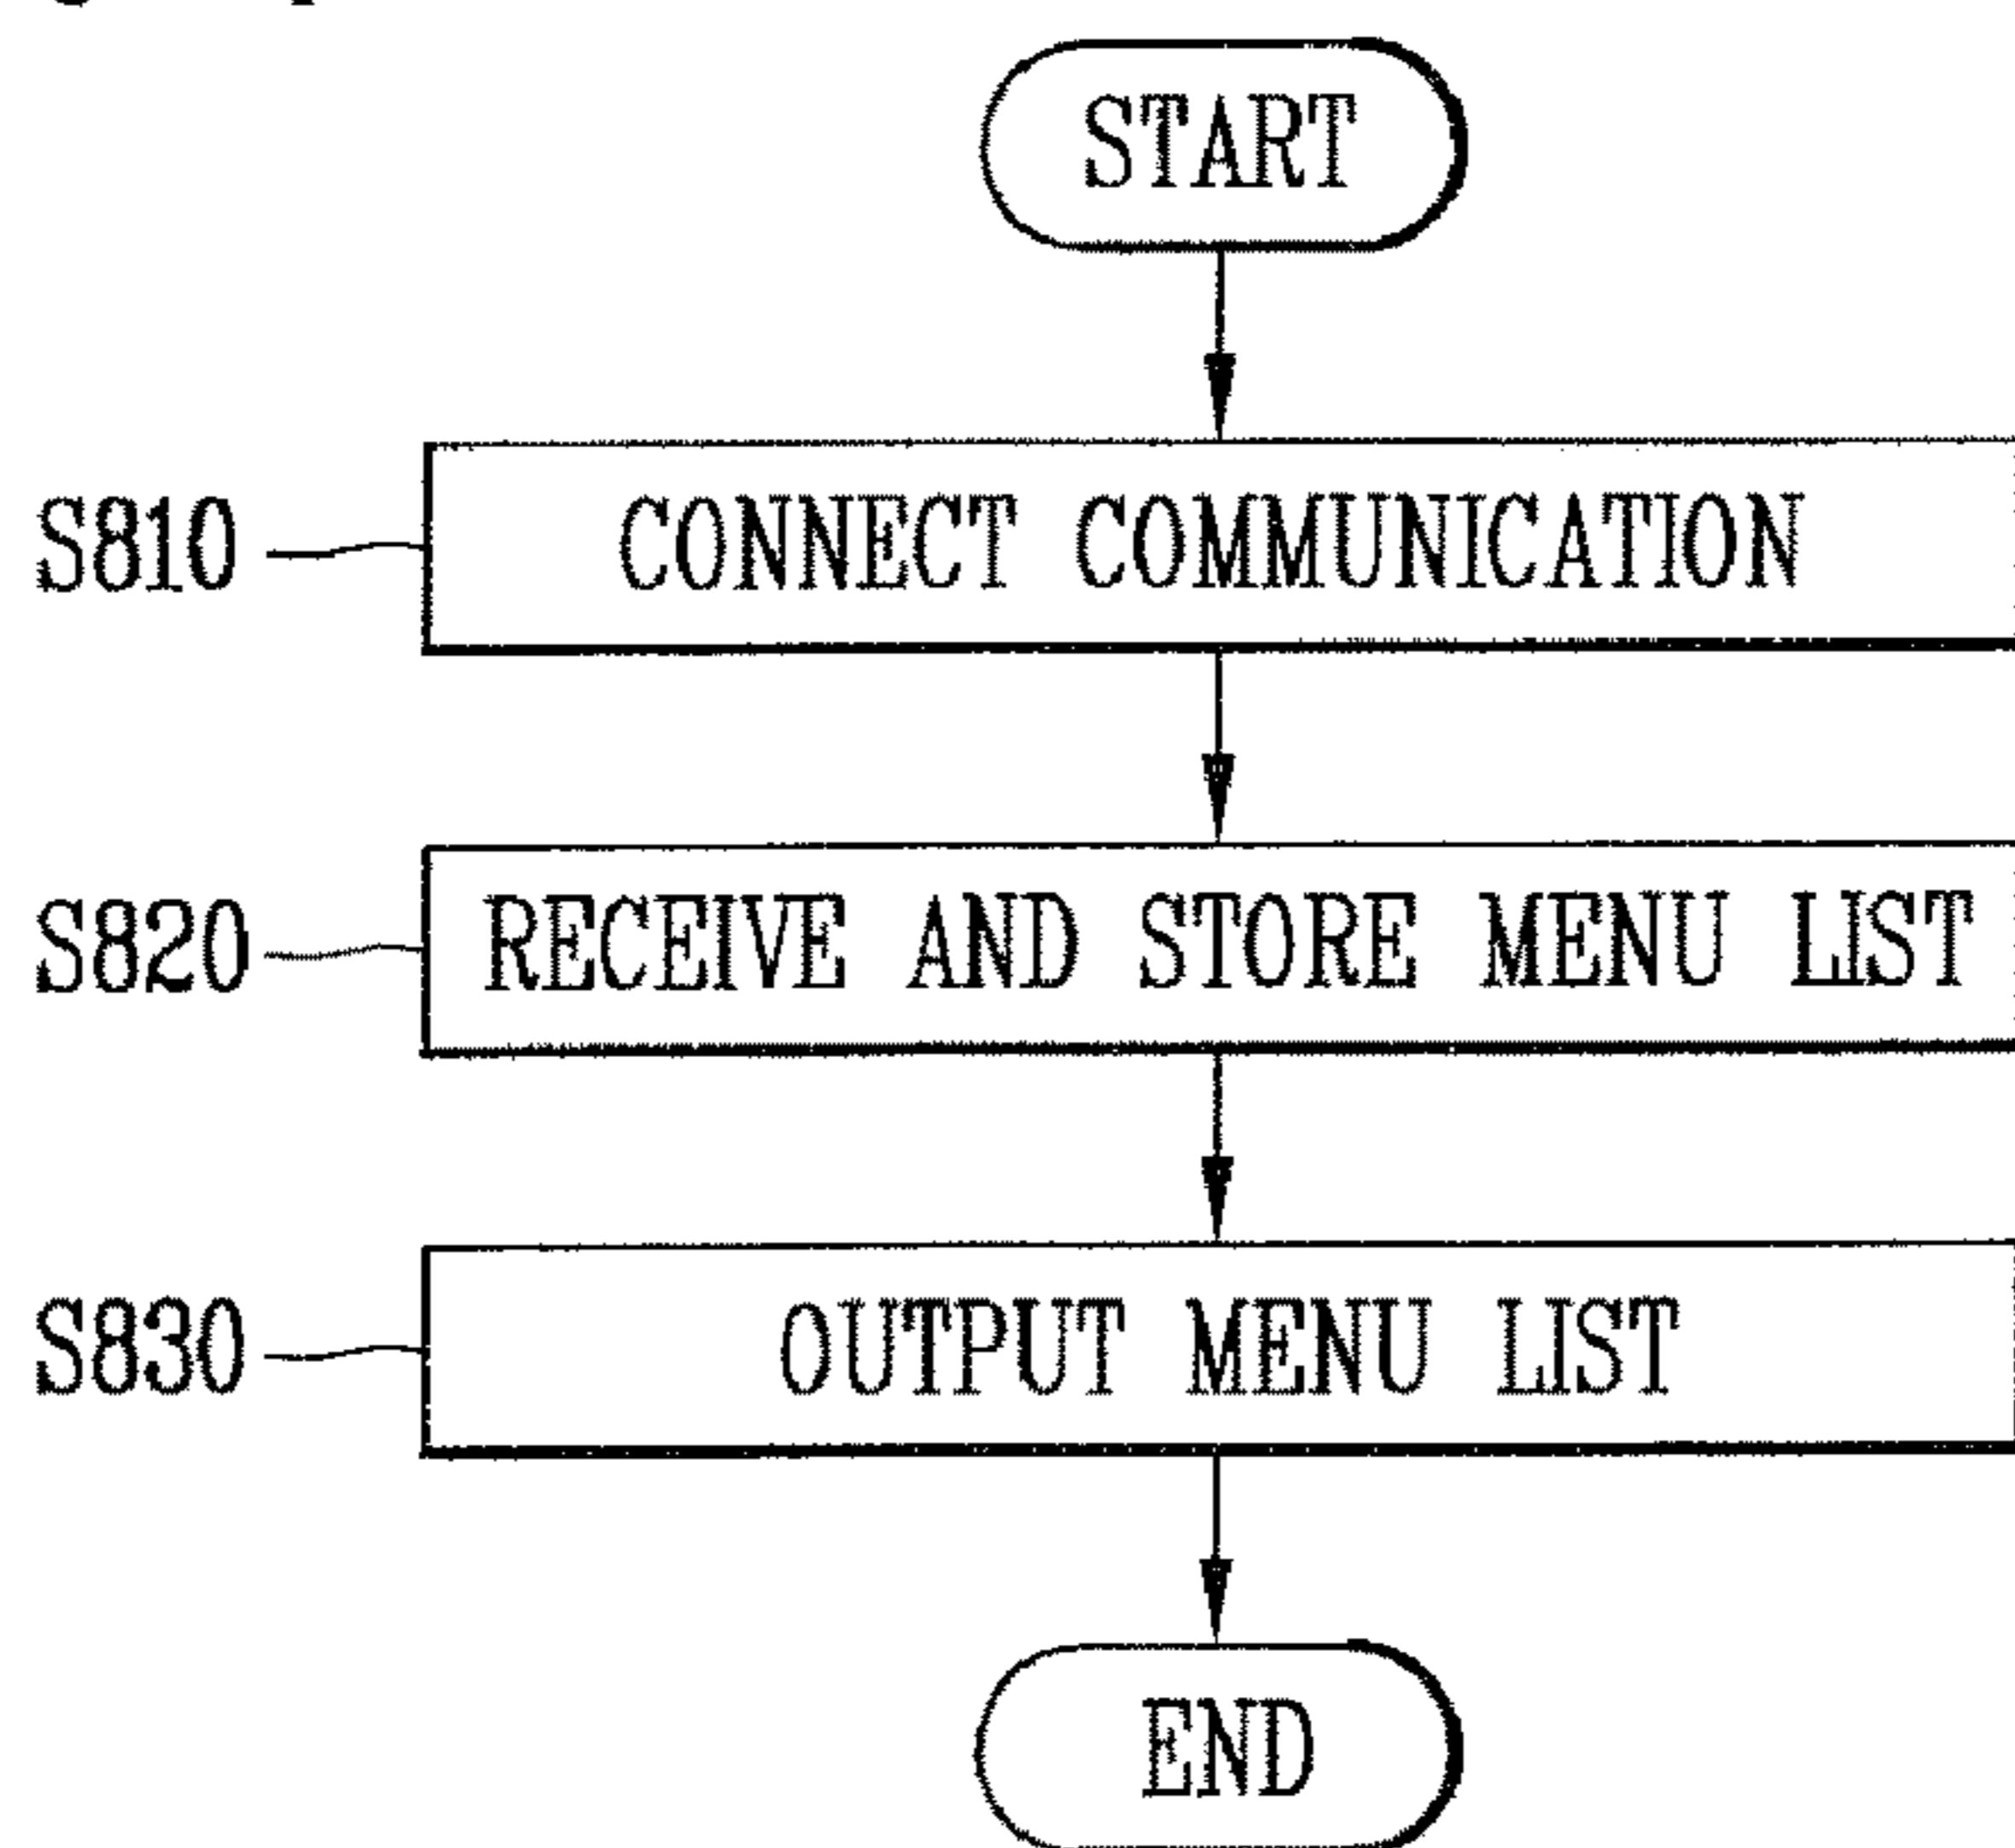 START
S810 CONNECT COMMUNICATION
S820 RECEIVE AND STORE MENU LIST
S830 OUTPUT MENU LIST
END